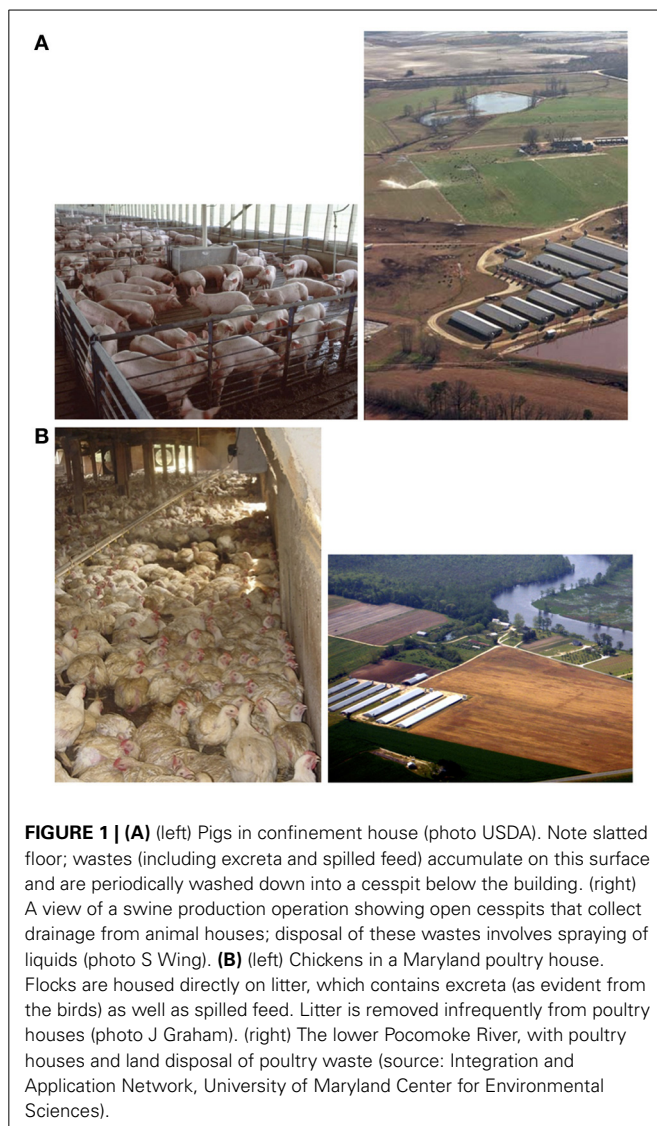 A
B
FIGURE 1 | (A) (left) Pigs in confinement house (photo USDA). Note slatted
floor; wastes (including excreta and spilled feed) accumulate on this surface
and are periodically washed down into a cesspit below the building. (right)
A view of a swine production operation showing open cesspits that collect
drainage from animal houses; disposal of these wastes involves spraying of
liquids (photo S Wing). (B) (left) Chickens in a Maryland poultry house.
Flocks are housed directly on litter, which contains excreta (as evident from
the birds) as well as spilled feed. Litter is removed infrequently from poultry
houses (photo J Graham). (right) The lower Pocomoke River, with poultry
houses and land disposal of poultry waste (source: Integration and
Application Network, University of Maryland Center for Environmental
Sciences).